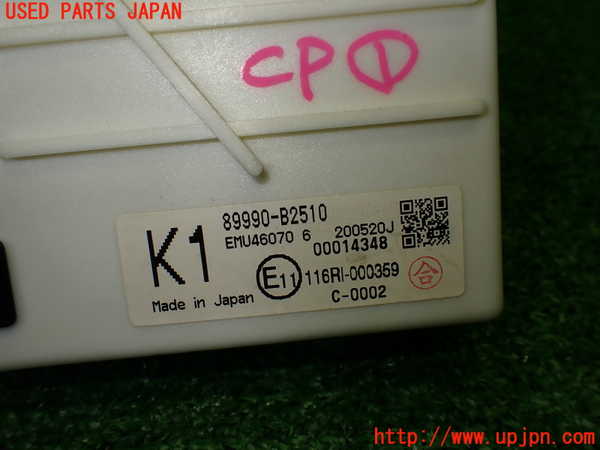 USED PARTS JAPAN
CP①
89990-B2510
K1
EMU46070 6 200520J
00014348
E11 116RI-000359 合
Made in Japan C-0002
http://www.upjpn.com